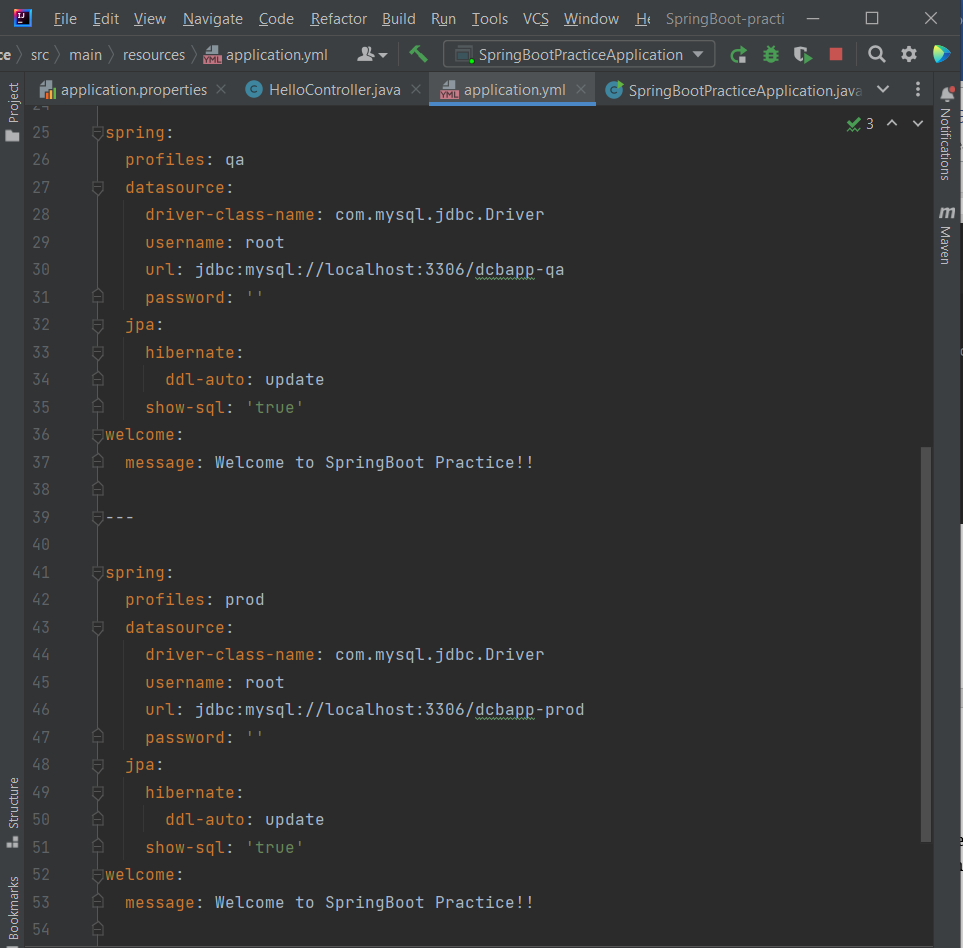 File Edit View Navigate Code Refactor Build Run Tools VCS Window He SpringBoot-practi
ce src main resources application.yml SpringBootPracticeApplication
application.properties HelloController.java application.yml SpringBootPracticeApplication.java
Project
Structure
Bookmarks
24
25 spring:
26   profiles: qa
27   datasource:
28     driver-class-name: com.mysql.jdbc.Driver
29     username: root
30     url: jdbc:mysql://localhost:3306/dcbapp-qa
31     password: ''
32   jpa:
33     hibernate:
34       ddl-auto: update
35     show-sql: 'true'
36 welcome:
37   message: Welcome to SpringBoot Practice!!
38
39 ---
40
41 spring:
42   profiles: prod
43   datasource:
44     driver-class-name: com.mysql.jdbc.Driver
45     username: root
46     url: jdbc:mysql://localhost:3306/dcbapp-prod
47     password: ''
48   jpa:
49     hibernate:
50       ddl-auto: update
51     show-sql: 'true'
52 welcome:
53   message: Welcome to SpringBoot Practice!!
54
3
Notifications
m
Maven